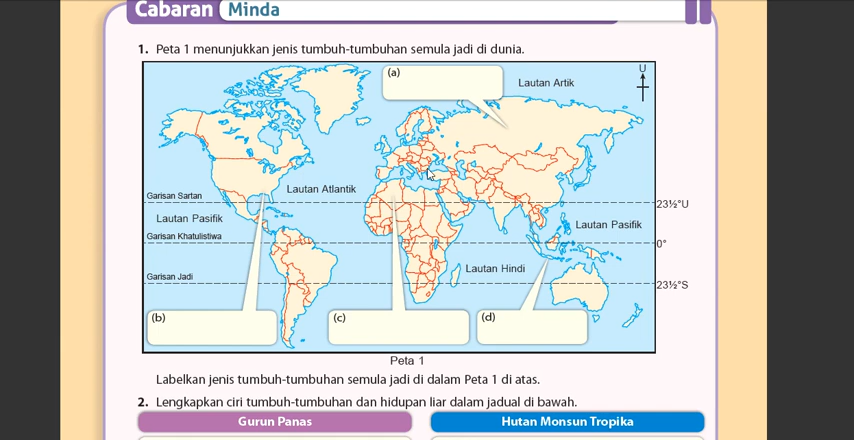 Cabaran Minda
1. Peta 1 menunjukkan jenis tumbuh-tumbuhan semula jadi di dunia.
(a)
Lautan Artik
U
Lautan Atlantik
Garisan Sartan
23½°U
Lautan Pasifik
Lautan Pasifik
Garisan Khatulistiwa
0°
Lautan Hindi
Garisan Jadi
23½°S
(b)
(c)
(d)
Peta 1
Labelkan jenis tumbuh-tumbuhan semula jadi di dalam Peta 1 di atas.
2. Lengkapkan ciri tumbuh-tumbuhan dan hidupan liar dalam jadual di bawah.
Gurun Panas
Hutan Monsun Tropika